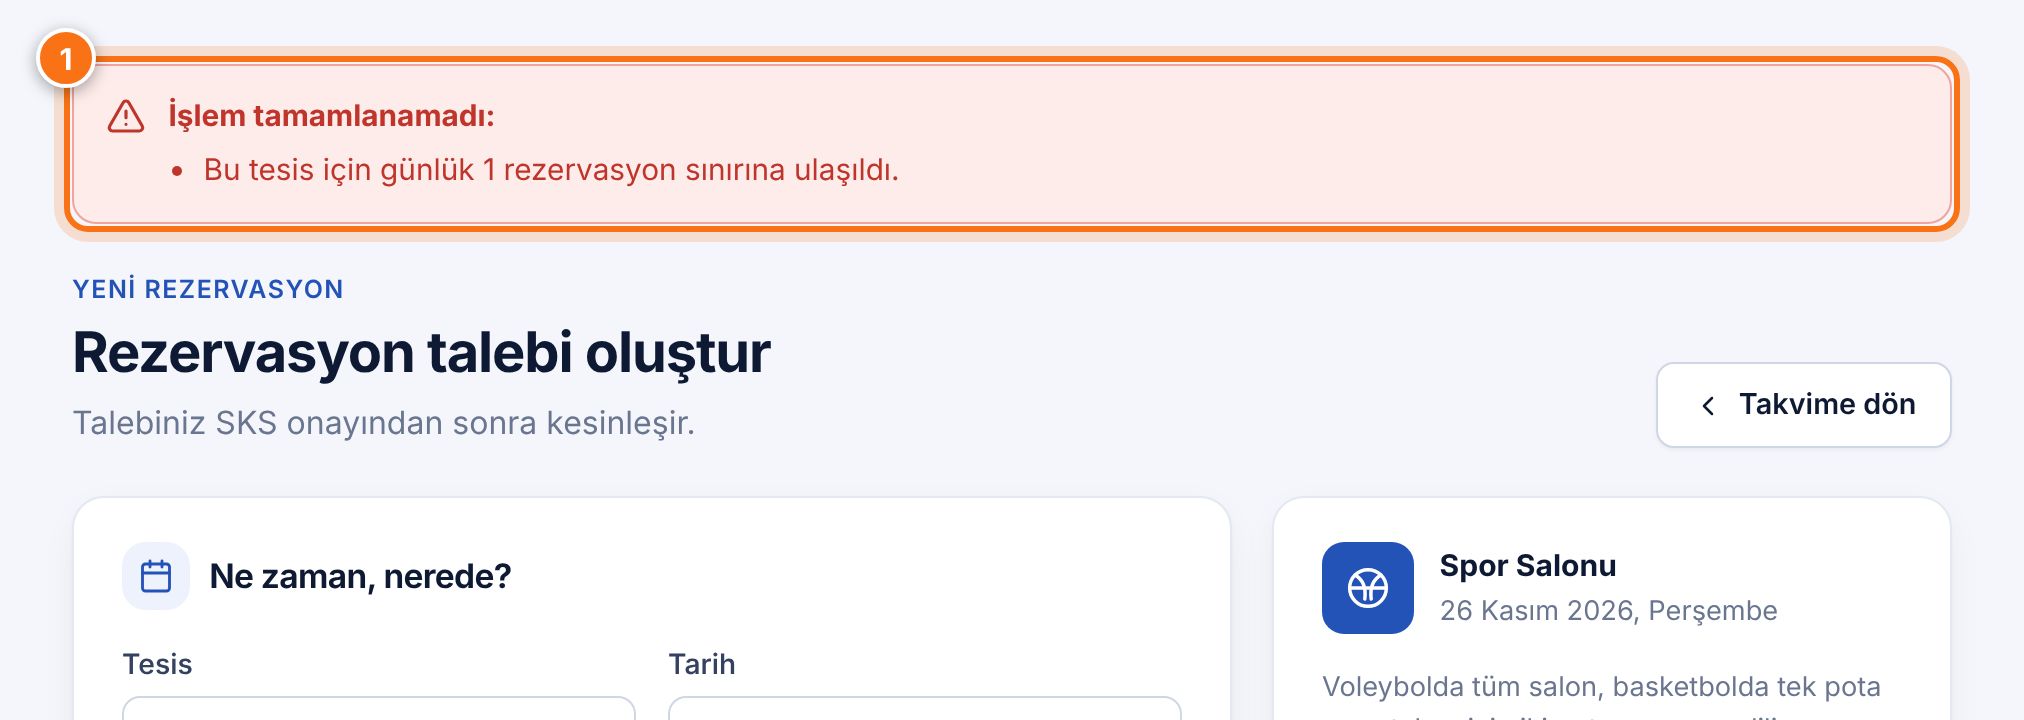 1
İşlem tamamlanamadı:
• Bu tesis için günlük 1 rezervasyon sınırına ulaşıldı.
YENİ REZERVASYON
Rezervasyon talebi oluştur
Talebiniz SKS onayından sonra kesinleşir.
Takvime dön
Ne zaman, nerede?
Tesis
Tarih
Spor Salonu
26 Kasım 2026, Perşembe
Voleybolda tüm salon, basketbolda tek pota